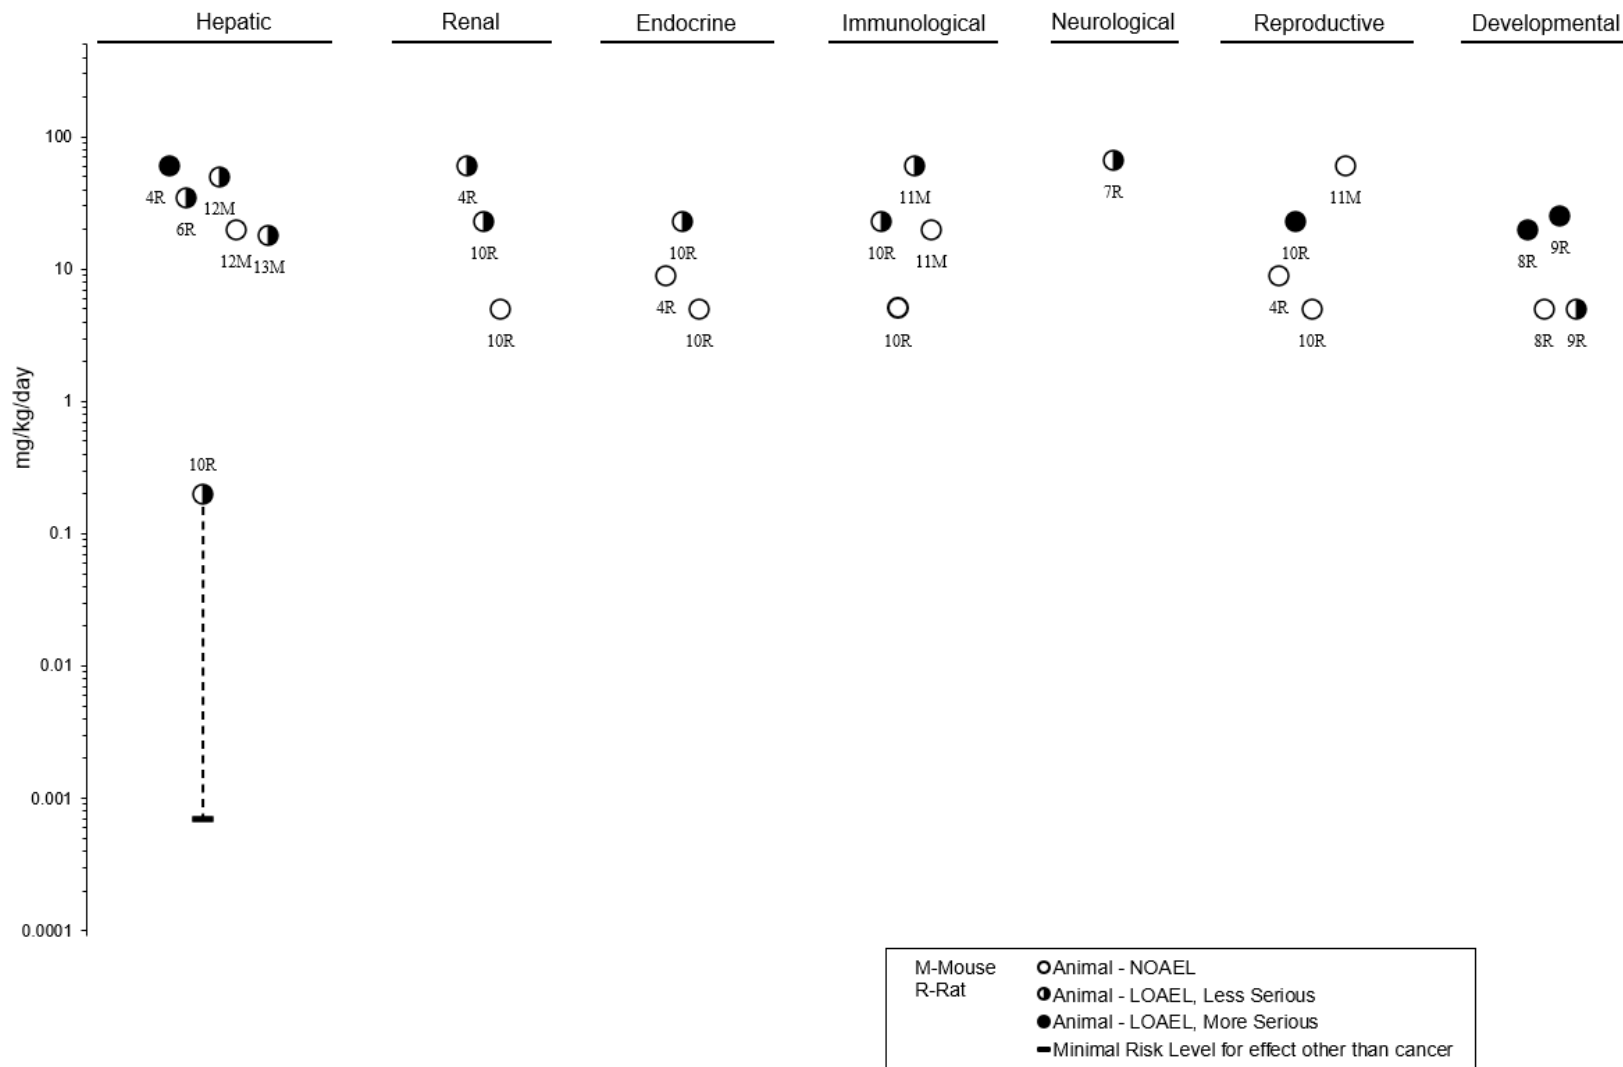 Hepatic Renal Endocrine Immunological Neurological Reproductive Developmental
100
4R 12M 4R 11M 7R 11M
6R
12M 13M 10R 10R 10R 11M 10R 8R 9R
10
4R 4R
10R 10R 10R 10R 8R 9R
1
mg/kg/day
10R
0.1
0.01
0.001
0.0001
M-Mouse
R-Rat
Animal - NOAEL
Animal - LOAEL, Less Serious
Animal - LOAEL, More Serious
Minimal Risk Level for effect other than cancer